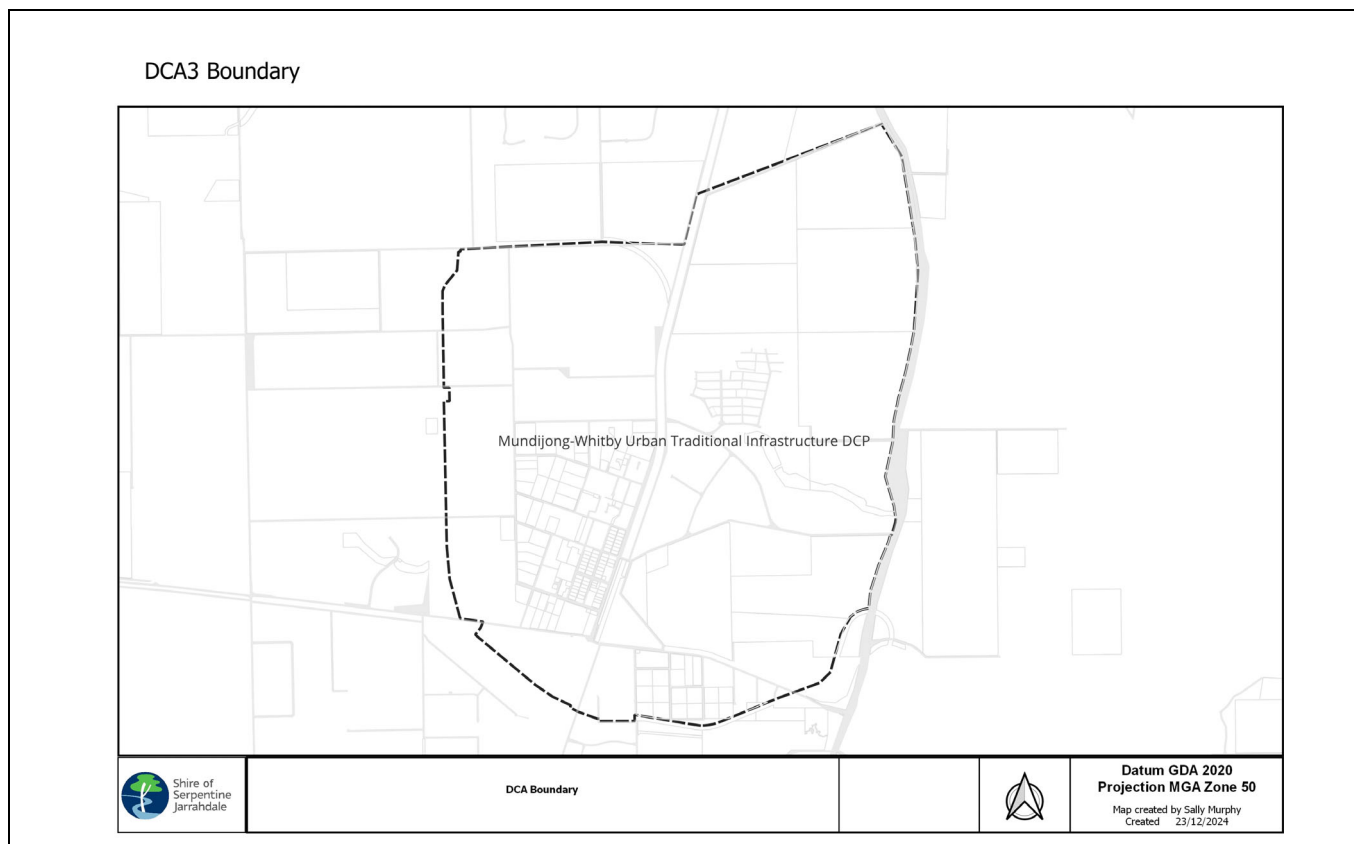 DCA3 Boundary
Mundijong-Whitby Urban Traditional Infrastructure DCP
Shire of
Serpentine
Jarrahdale
DCA Boundary
Datum GDA 2020
Projection MGA Zone 50
Map created by Sally Murphy
Created 23/12/2024